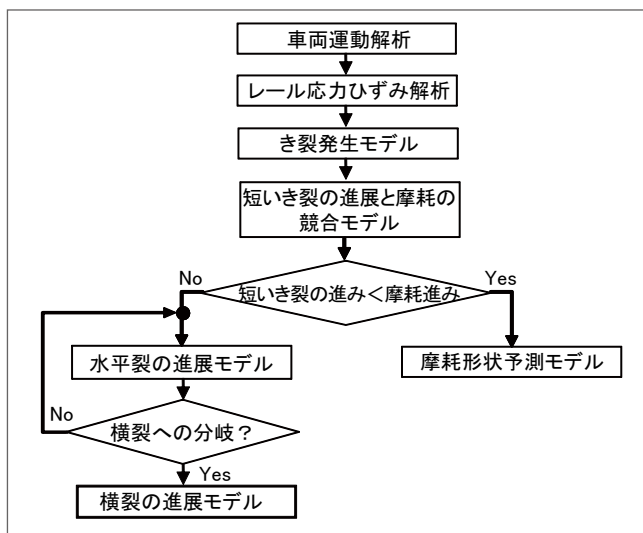 車両運動解析
レール応力ひずみ解析
き裂発生モデル
短いき裂の進展と摩耗の
競合モデル
No
Yes
短いき裂の進み＜摩耗進み
水平裂の進展モデル
摩耗形状予測モデル
No
横裂への分岐？
Yes
横裂の進展モデル